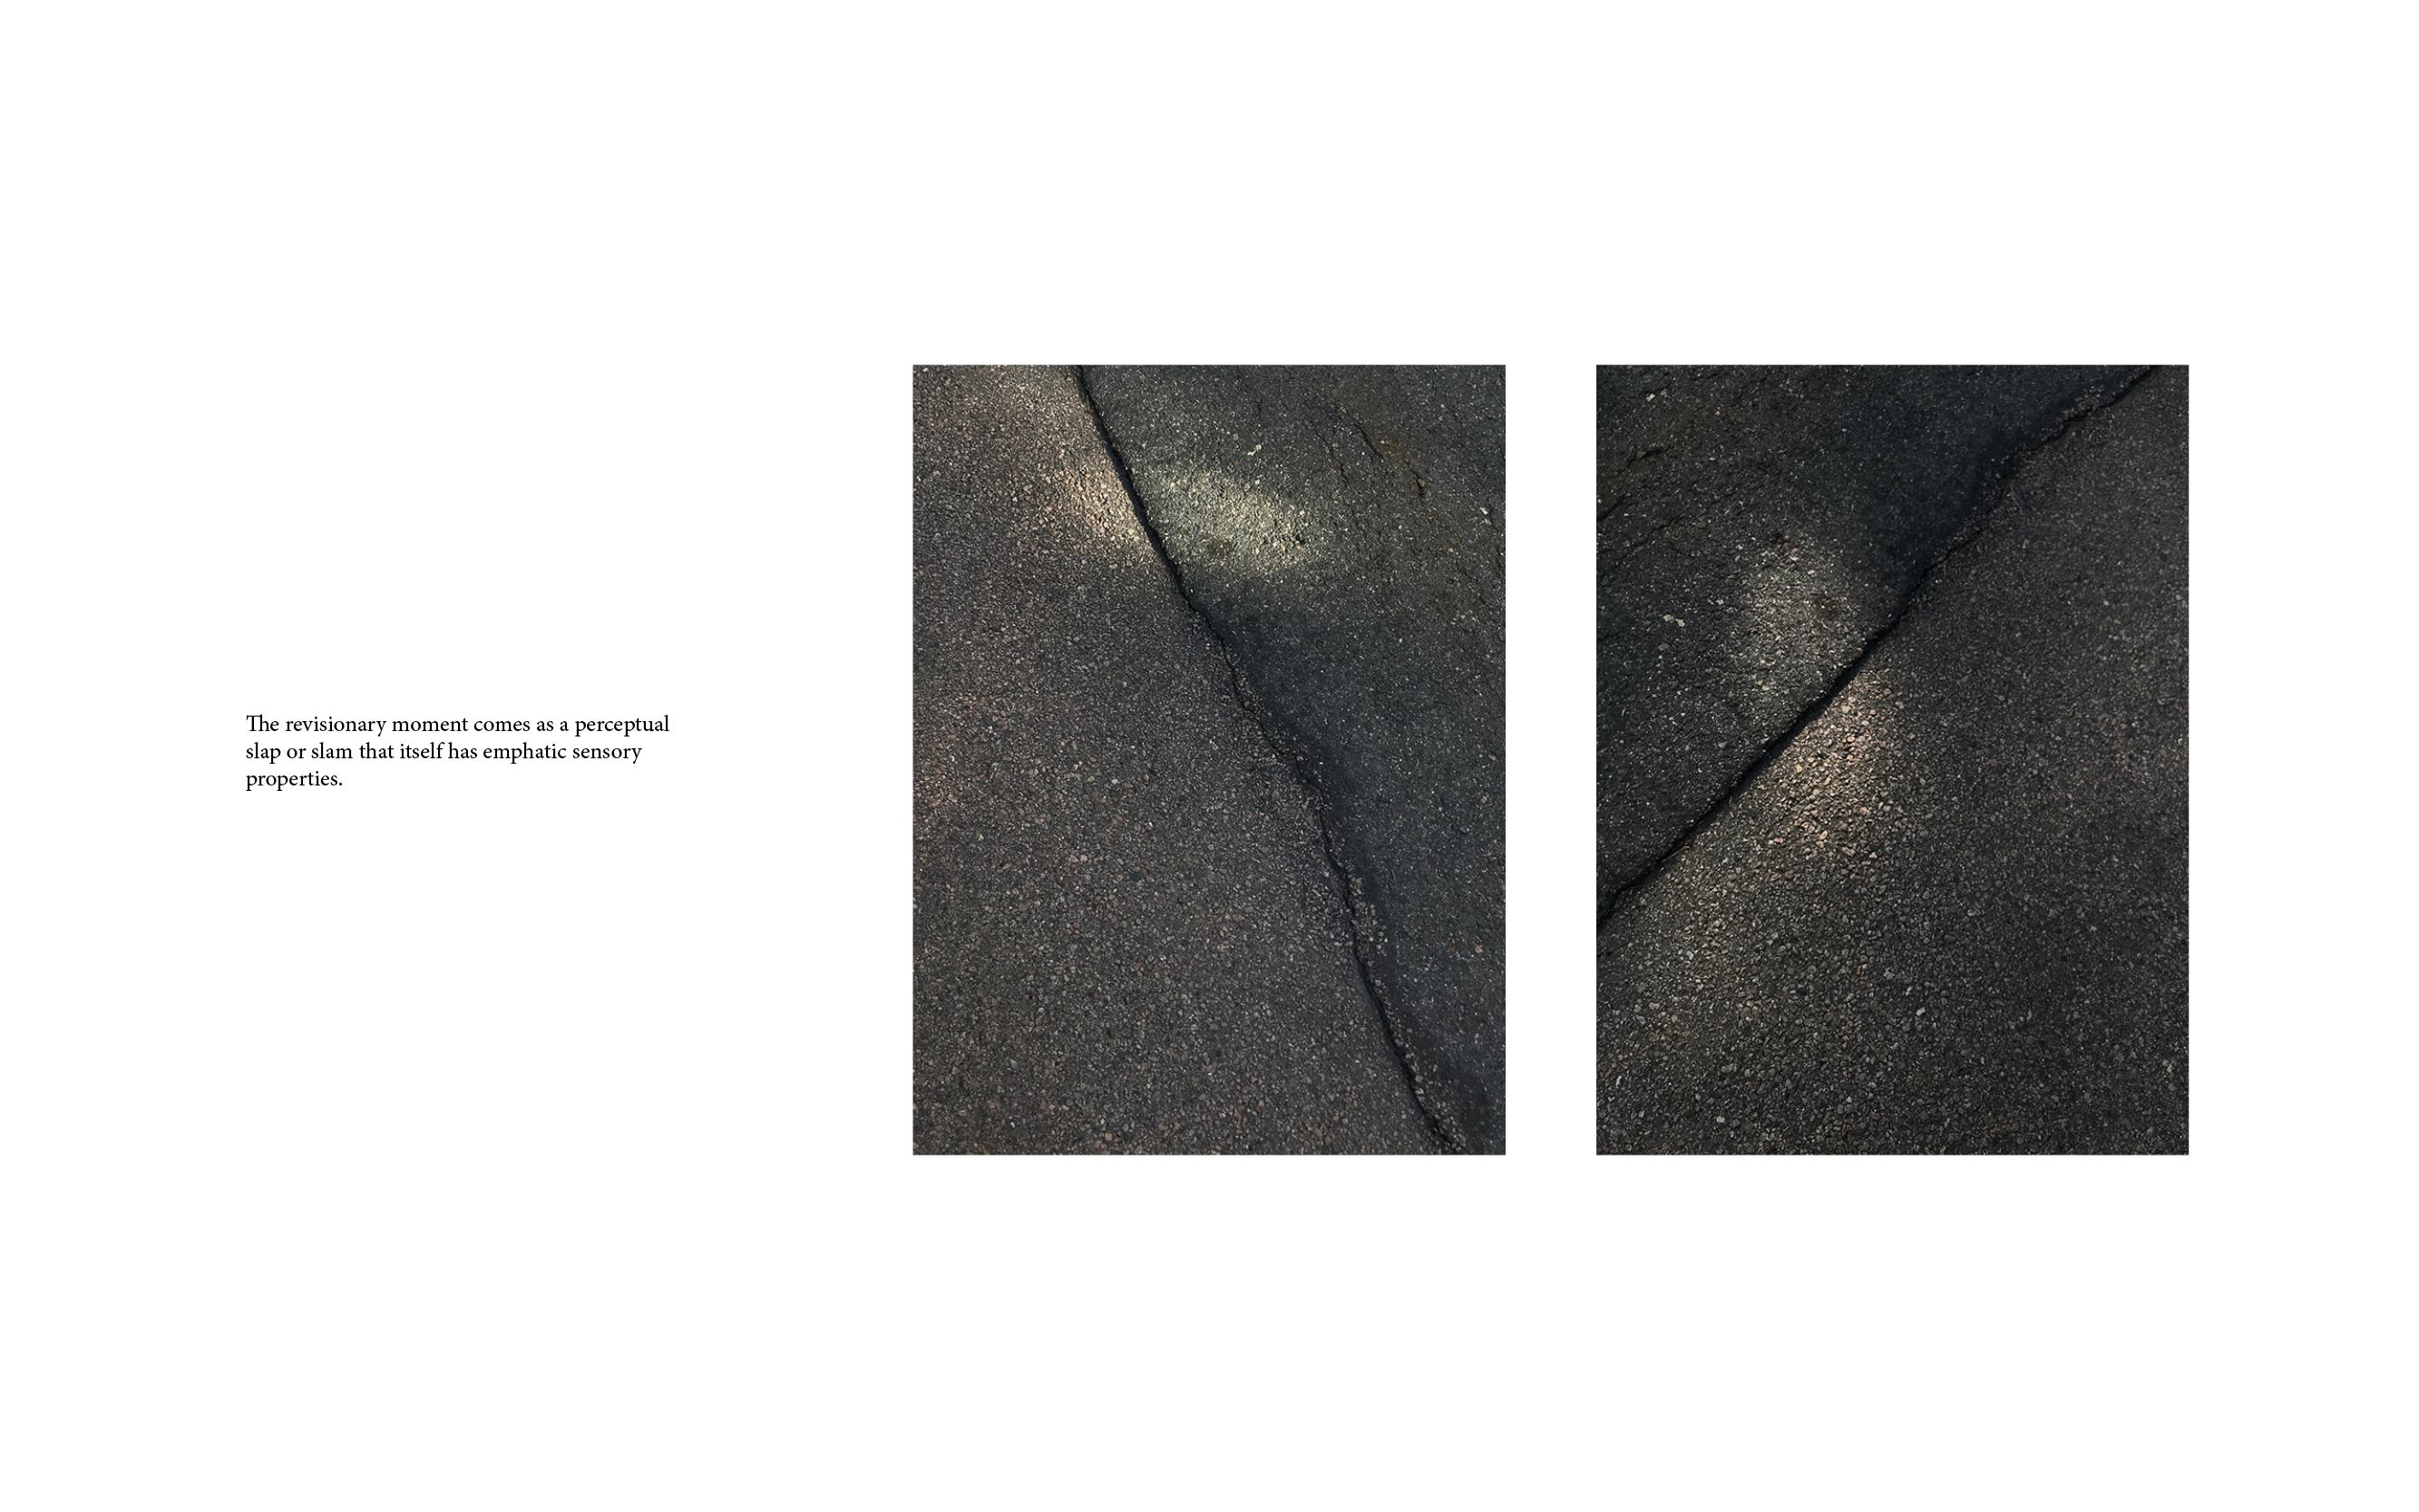 The revisionary moment comes as a perceptual
slap or slam that itself has emphatic sensory
properties.